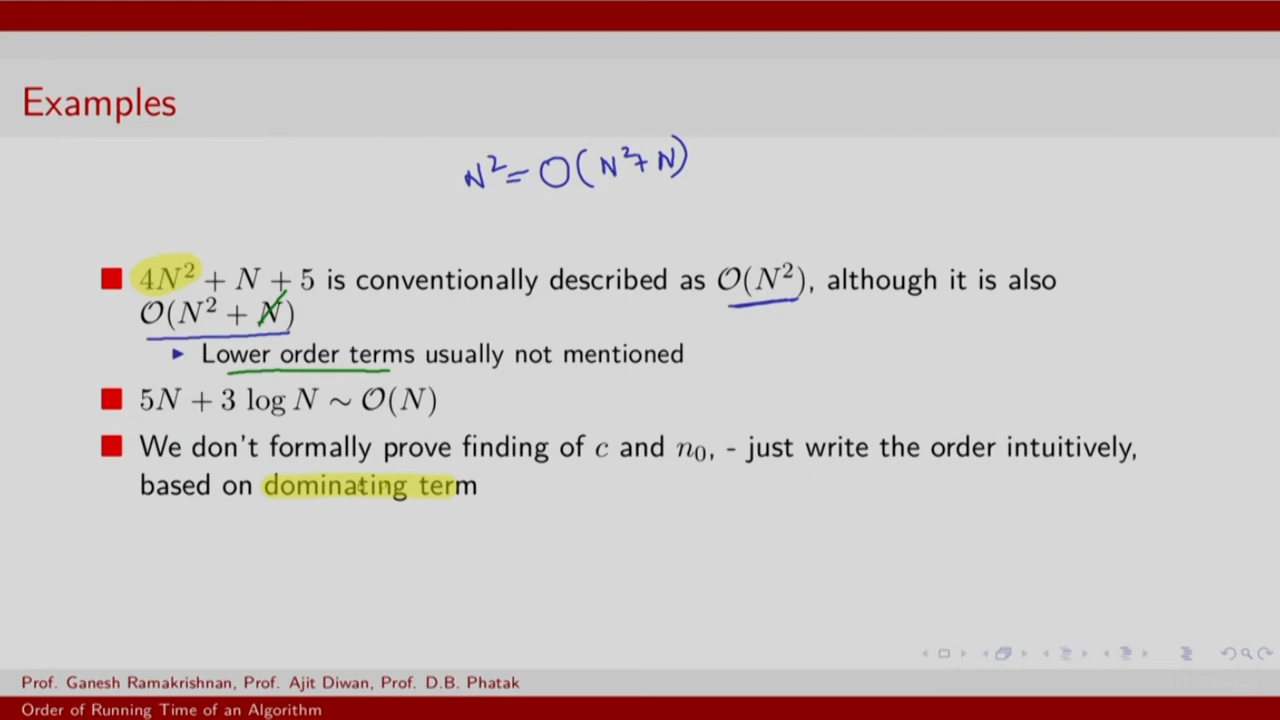 Examples
N² = O(N² + N)
■ 4N² + N + 5 is conventionally described as O(N²), although it is also
O(N² + N)
▶ Lower order terms usually not mentioned
■ 5N + 3 log N ∼ O(N)
■ We don't formally prove finding of c and n₀, - just write the order intuitively,
based on dominating term
Prof. Ganesh Ramakrishnan, Prof. Ajit Diwan, Prof. D.B. Phatak
Order of Running Time of an Algorithm